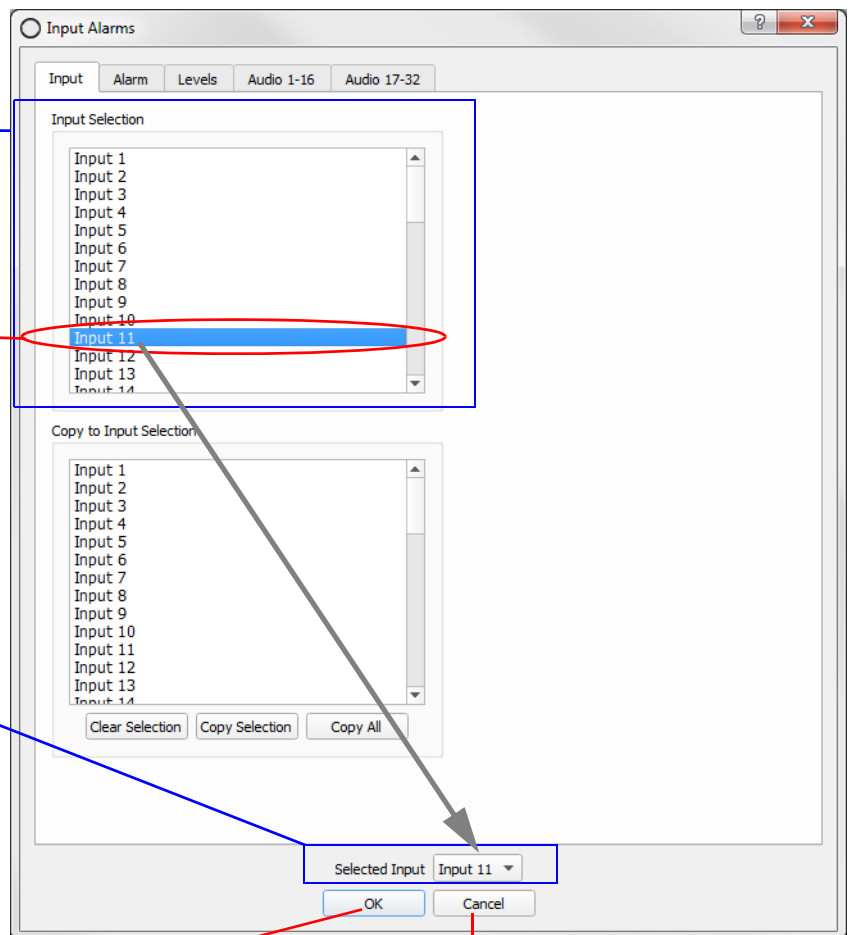 Input Alarms
?
Input Alarm Levels Audio 1-16 Audio 17-32
Input Selection
Input 1
Input 2
Input 3
Input 4
Input 5
Input 6
Input 7
Input 8
Input 9
Input 10
Input 11
Input 12
Input 13
Input 14
Copy to Input Selection
Input 1
Input 2
Input 3
Input 4
Input 5
Input 6
Input 7
Input 8
Input 9
Input 10
Input 11
Input 12
Input 13
Input 14
Clear Selection Copy Selection Copy All
Selected Input Input 11
OK Cancel